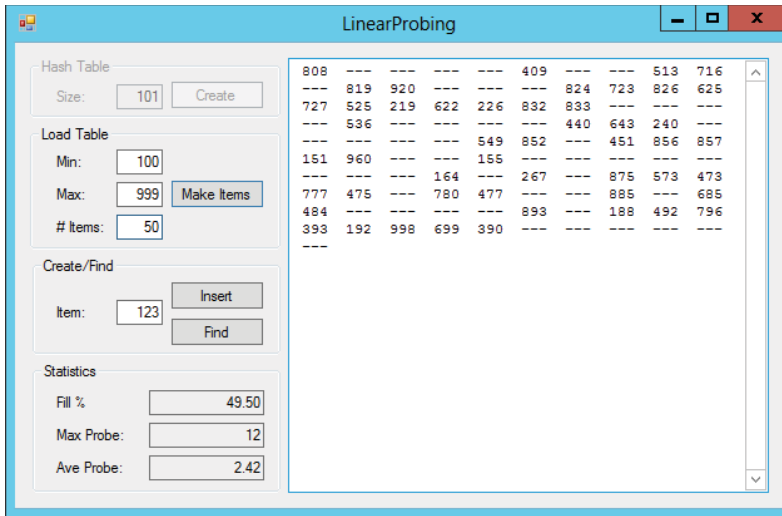 LinearProbing
Hash Table
Size: 101 Create
Load Table
Min: 100
Max: 999 Make Items
# Items: 50
Create/Find
Item: 123 Insert
Find
Statistics
Fill % 49.50
Max Probe: 12
Ave Probe: 2.42
808 --- --- --- --- 409 --- --- 513 716
--- 819 920 --- --- --- 824 723 826 625
727 525 219 622 226 832 833 --- --- ---
--- 536 --- --- --- --- 440 643 240 ---
--- --- --- --- 549 852 --- 451 856 857
151 960 --- --- 155 --- --- --- --- ---
--- --- --- 164 --- 267 --- 875 573 473
777 475 --- 780 477 --- --- 885 --- 685
484 --- --- --- --- 893 --- 188 492 796
393 192 998 699 390 --- --- --- --- ---
---